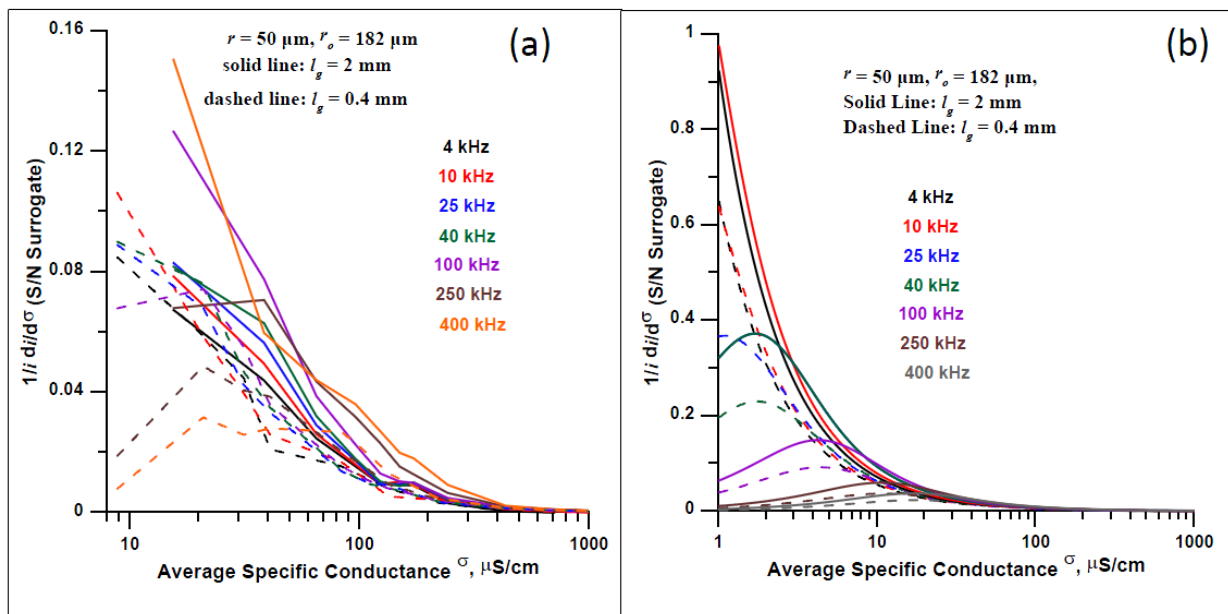 (a)
r = 50 μm, rₒ = 182 μm
solid line: l_g = 2 mm
dashed line: l_g = 0.4 mm
4 kHz
10 kHz
25 kHz
40 kHz
100 kHz
250 kHz
400 kHz
0.16
0.12
0.08
0.04
0
1/i di/dσ (S/N Surrogate)
10
100
1000
Average Specific Conductance σ, μS/cm
(b)
r = 50 μm, rₒ = 182 μm,
Solid Line: l_g = 2 mm
Dashed Line: l_g = 0.4 mm
4 kHz
10 kHz
25 kHz
40 kHz
100 kHz
250 kHz
400 kHz
1
0.8
0.6
0.4
0.2
0
1/i di/dσ (S/N Surrogate)
1
10
100
1000
Average Specific Conductance σ, μS/cm